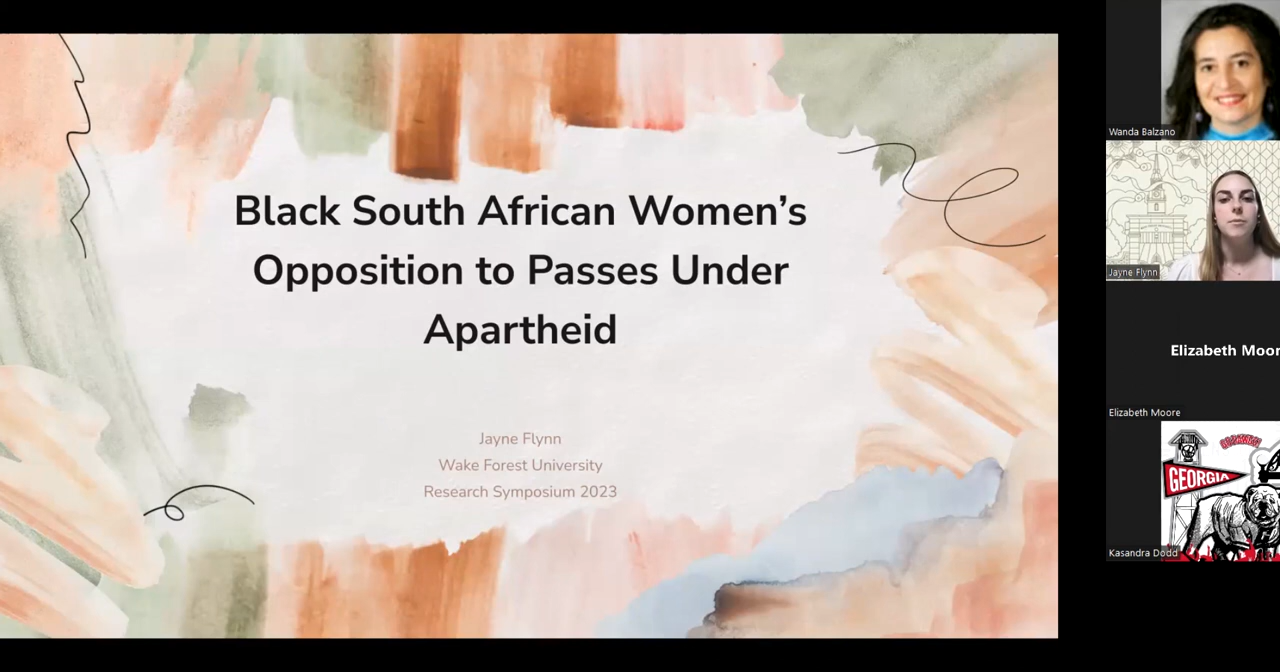 Black South African Women’s
Opposition to Passes Under
Apartheid
Jayne Flynn
Wake Forest University
Research Symposium 2023
Wanda Balzano
Jayne Flynn
Elizabeth Moor
Elizabeth Moore
GEORGIA
Kasandra Dodd